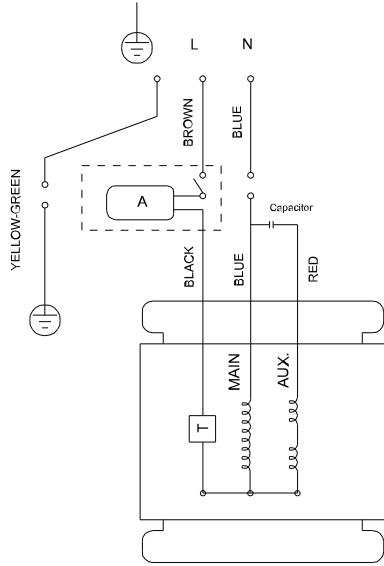 L
N
BROWN
BLUE
YELLOW-GREEN
A
Capacitor
BLACK
BLUE
RED
MAIN
AUX.
T